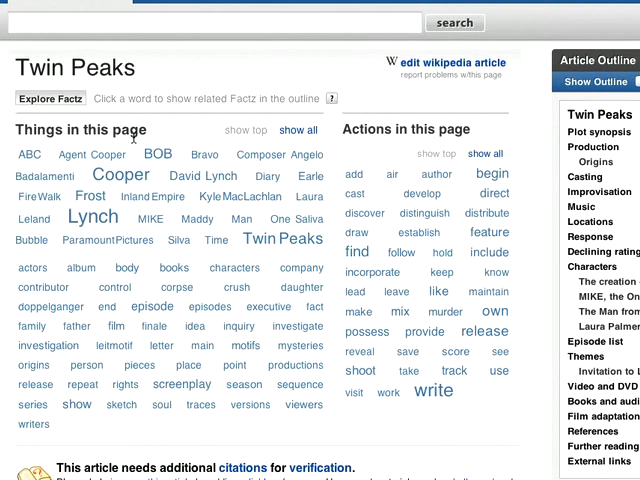 search
Twin Peaks
W edit wikipedia article
report problems w/this page
Explore Factz Click a word to show related Factz in the outline ?
Things in this page show top show all
ABC Agent Cooper BOB Bravo Composer Angelo
Badalamenti Cooper David Lynch Diary Earle
FireWalk Frost Inland Empire Kyle MacLachlan Laura
Leland Lynch MIKE Maddy Man One Saliva
Bubble Paramount Pictures Silva Time Twin Peaks
actors album body books characters company
contributor control corpse crush daughter
doppelganger end episode episodes executive fact
family father film finale idea inquiry investigate
investigation leitmotif letter main motifs mysteries
origins person pieces place point productions
release repeat rights screenplay season sequence
series show sketch soul traces versions viewers
writers
Actions in this page
show top show all
add air author begin
cast develop direct
discover distinguish distribute
draw establish feature
find follow hold include
incorporate keep know
lead leave like maintain
make mix murder own
possess provide release
reveal save score see
shoot take track use
visit work write
This article needs additional citations for verification.
Article Outline
Show Outline
Twin Peaks
Plot synopsis
Production
Origins
Casting
Improvisation
Music
Locations
Response
Declining rating
Characters
The creation
MIKE, the On
The Man from
Laura Palmer
Episode list
Themes
Invitation to L
Video and DVD
Books and audi
Film adaptation
References
Further reading
External links